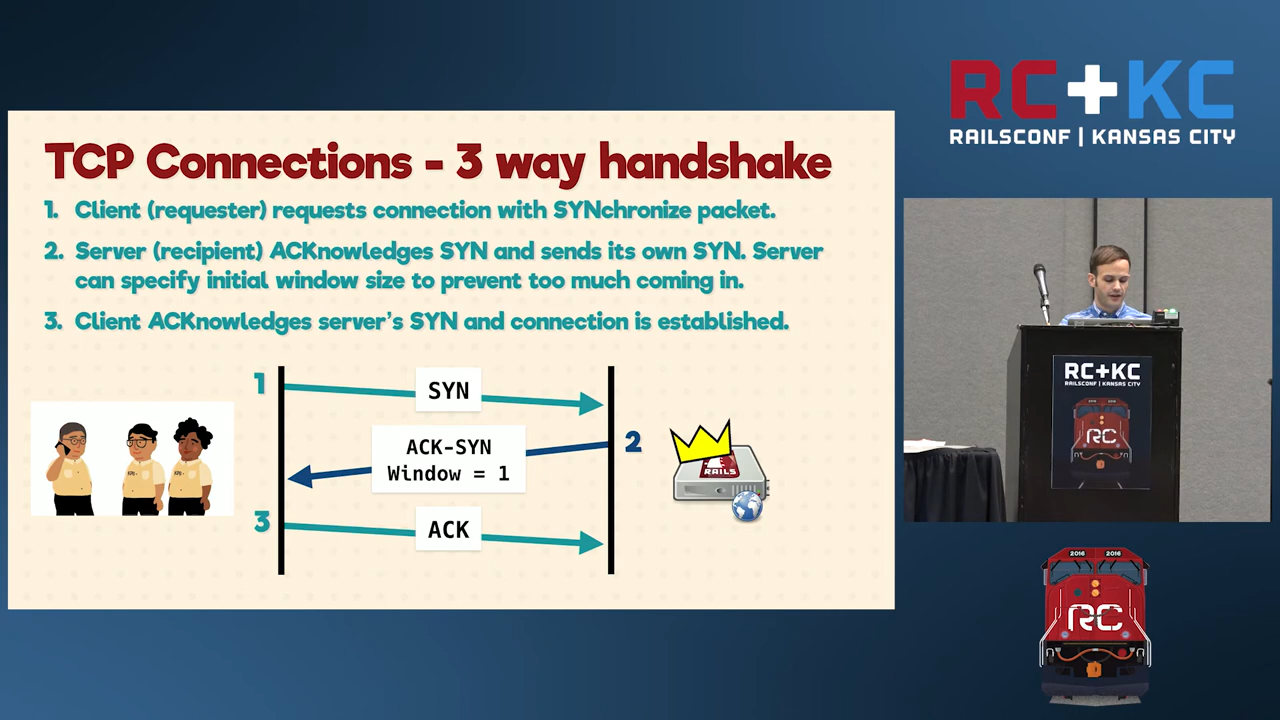 RC+KC
RAILSCONF | KANSAS CITY
TCP Connections - 3 way handshake
1. Client (requester) requests connection with SYNchronize packet.
2. Server (recipient) ACKnowledges SYN and sends its own SYN. Server
can specify initial window size to prevent too much coming in.
3. Client ACKnowledges server's SYN and connection is established.
1
SYN
ACK-SYN
Window = 1
2
RAILS
3
ACK
RC+KC
RAILSCONF | KANSAS CITY
RC
2016 2016
RC